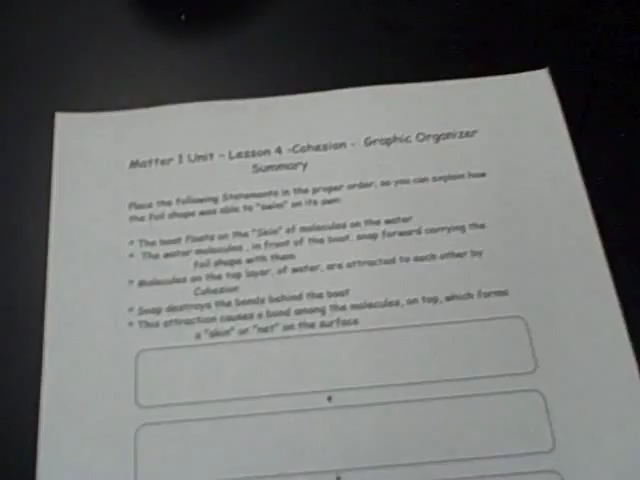 Matter 1 Unit - Lesson 4 -Cohesion - Graphic Organizer
Summary
Place the following Statements in the proper order, so you can explain how
the foil shape was able to "swim" on its own:
* The boat floats on the "Skin" of molecules on the water
* The water molecules, in front of the boat, snap forward carrying the
foil shape with them
* Molecules on the top layer, of water, are attracted to each other by
Cohesion
* Soap destroys the bonds behind the boat
* This attraction causes a bond among the molecules, on top, which forms
a "skin" or "net" on the surface